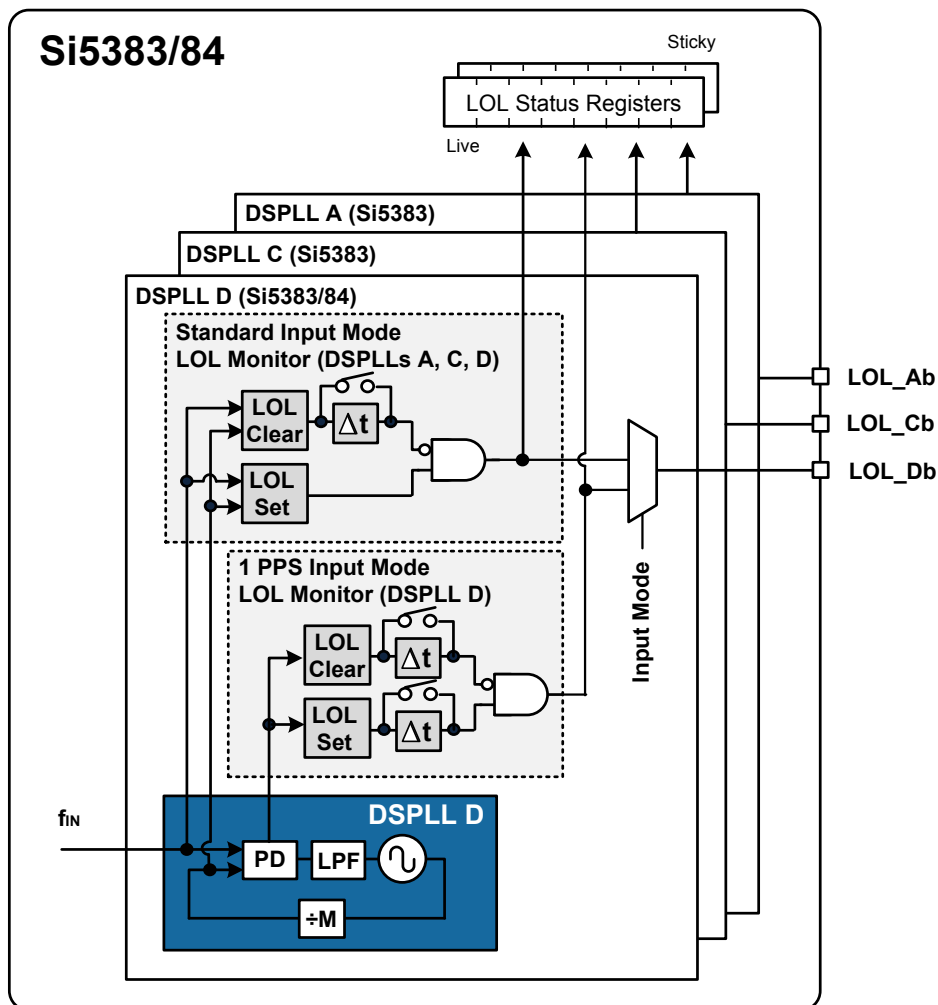 Si5383/84
Sticky
LOL Status Registers
Live
DSPLL A (Si5383)
DSPLL C (Si5383)
DSPLL D (Si5383/84)
Standard Input Mode
LOL Monitor (DSPLLs A, C, D)
LOL
Clear
Δt
LOL
Set
LOL_Ab
LOL_Cb
LOL_Db
1 PPS Input Mode
LOL Monitor (DSPLL D)
LOL
Clear
Δt
LOL
Set
Δt
Input Mode
DSPLL D
fIN
PD
LPF
÷M